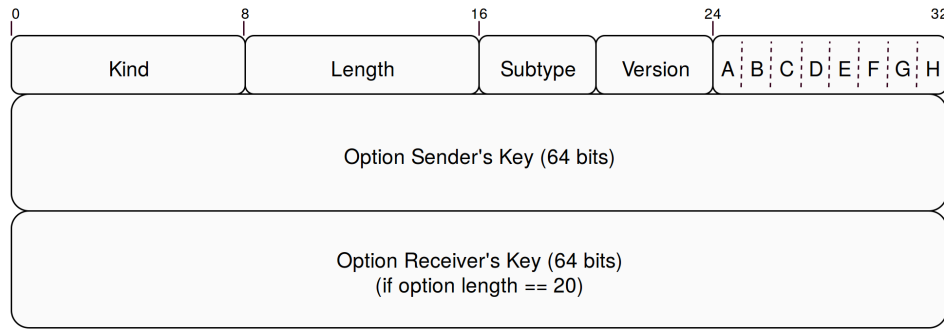 0 8 16 24 32
Kind Length Subtype Version A B C D E F G H
Option Sender's Key (64 bits)
Option Receiver's Key (64 bits)
(if option length == 20)